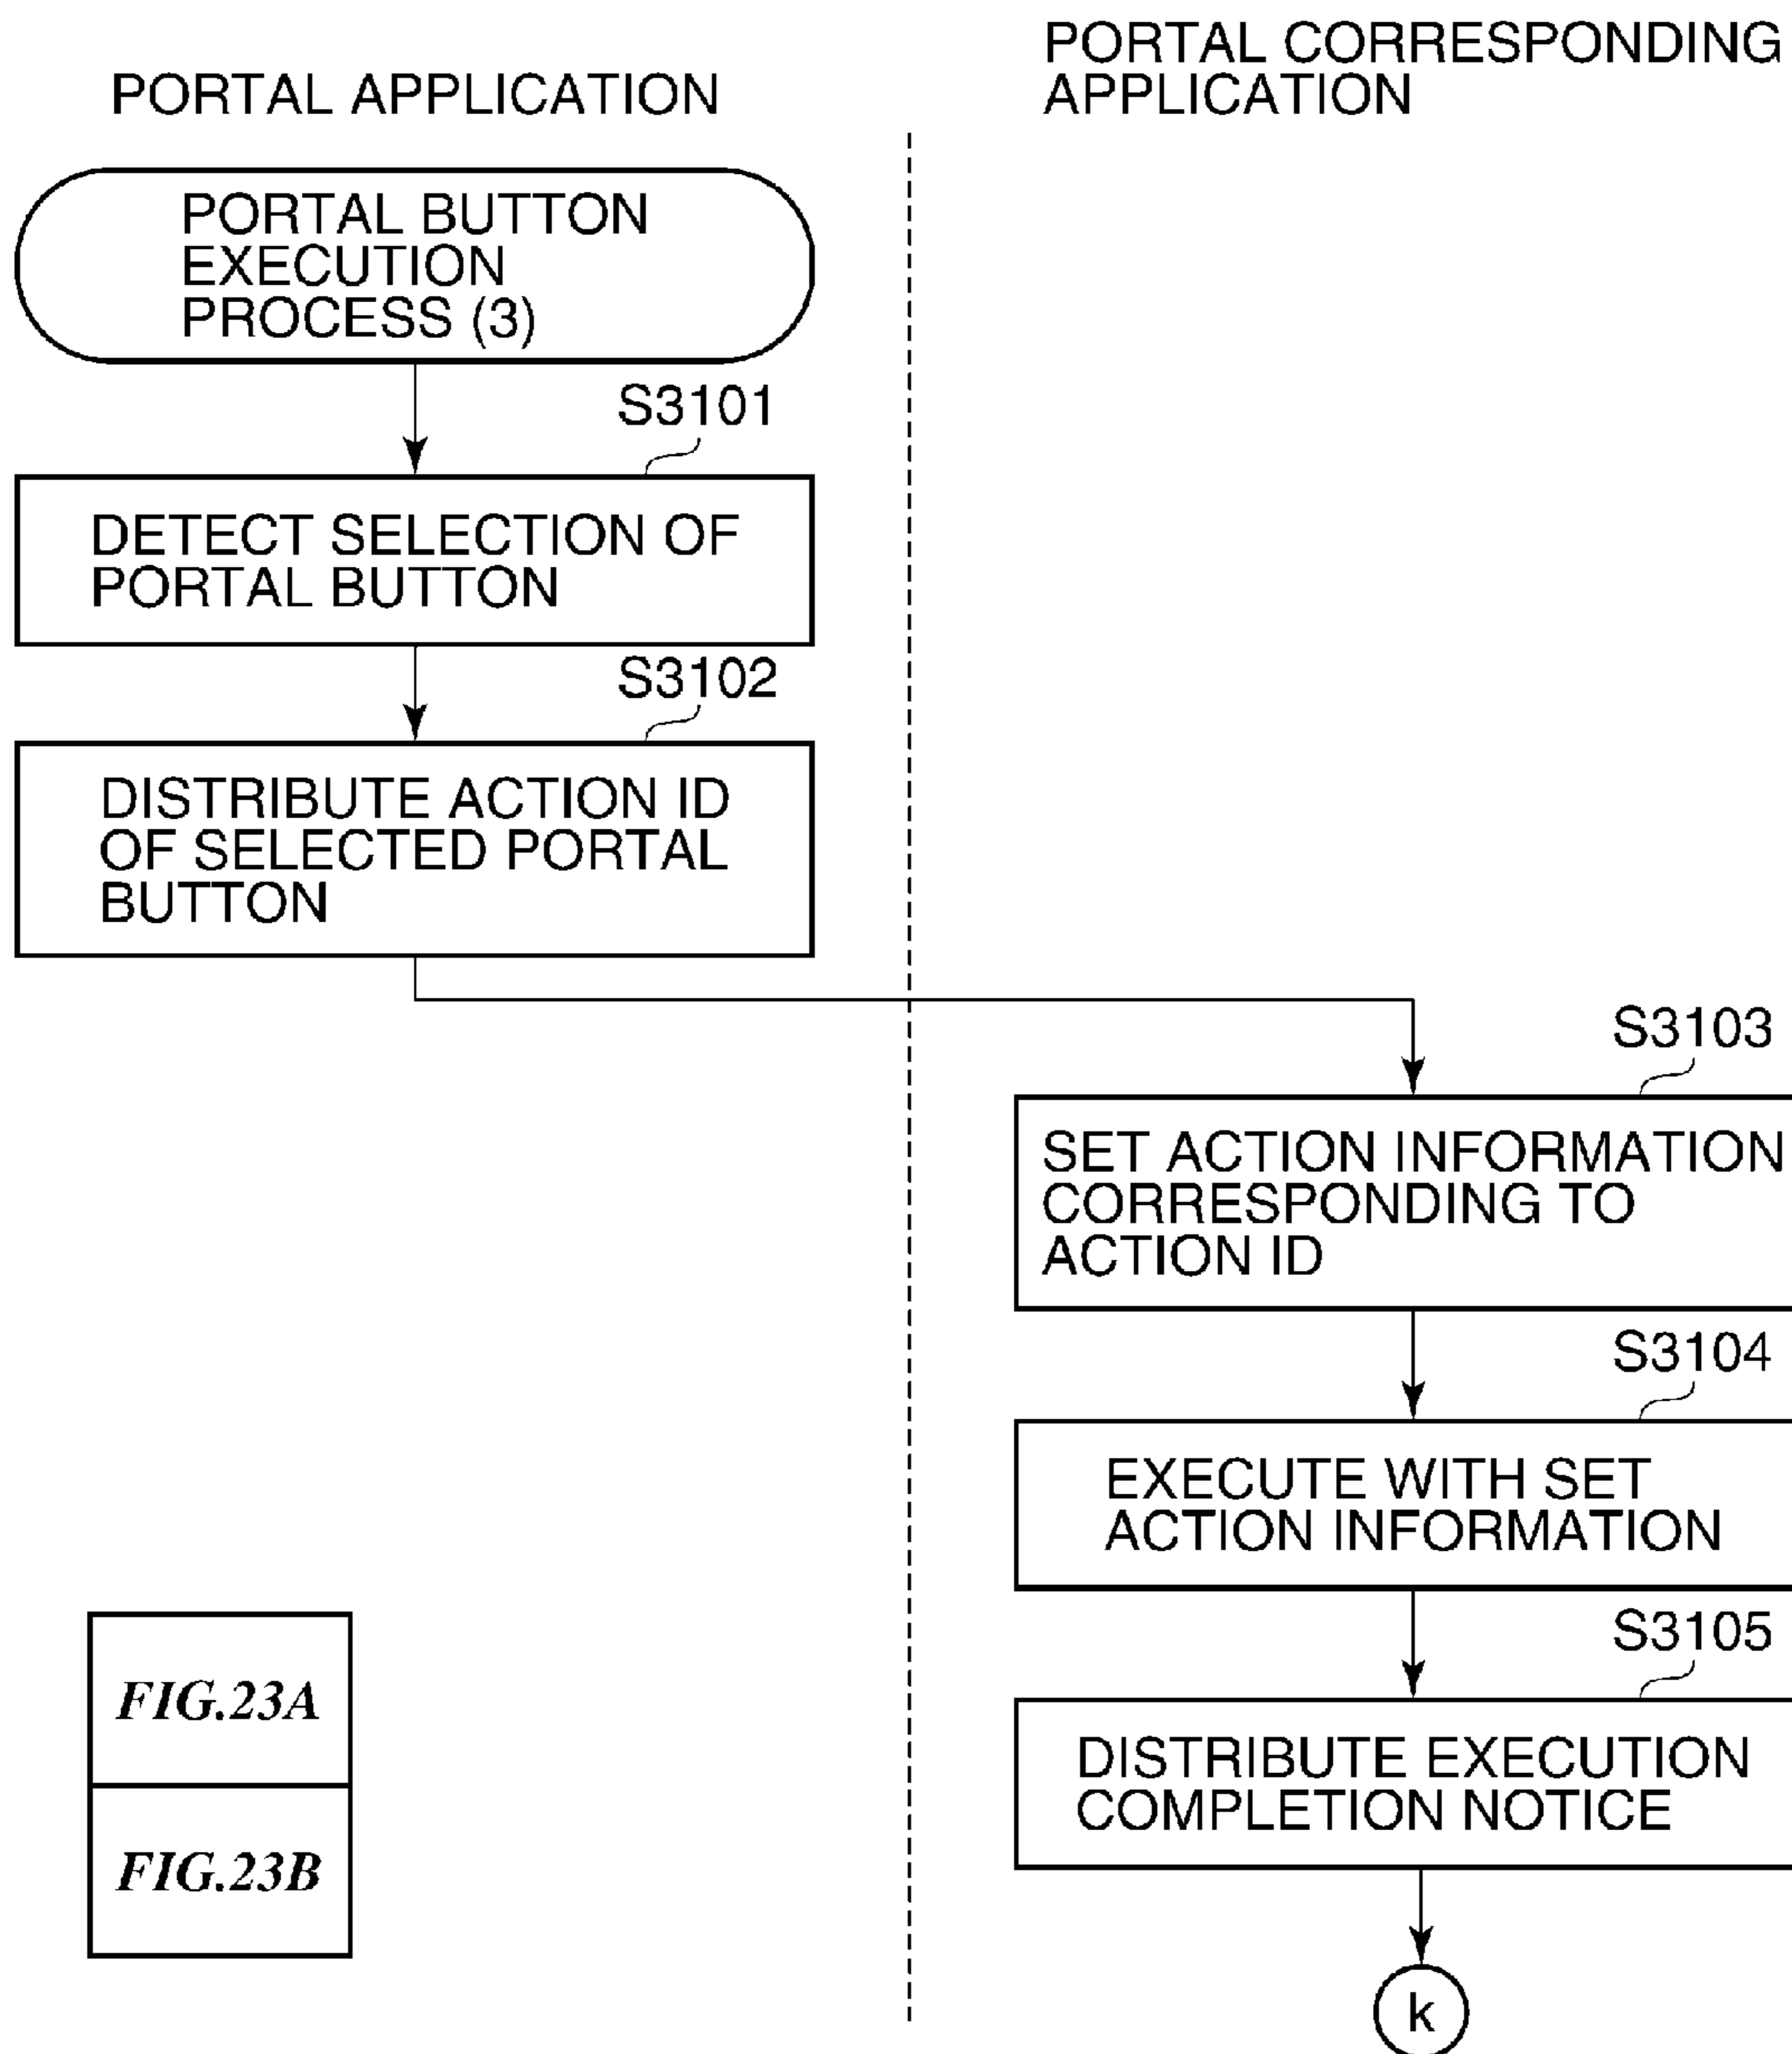 PORTAL APPLICATION
PORTAL CORRESPONDING
APPLICATION
PORTAL BUTTON
EXECUTION
PROCESS (3)
S3101
DETECT SELECTION OF
PORTAL BUTTON
S3102
DISTRIBUTE ACTION ID
OF SELECTED PORTAL
BUTTON
S3103
SET ACTION INFORMATION
CORRESPONDING TO
ACTION ID
S3104
EXECUTE WITH SET
ACTION INFORMATION
S3105
DISTRIBUTE EXECUTION
COMPLETION NOTICE
k
FIG.23A
FIG.23B